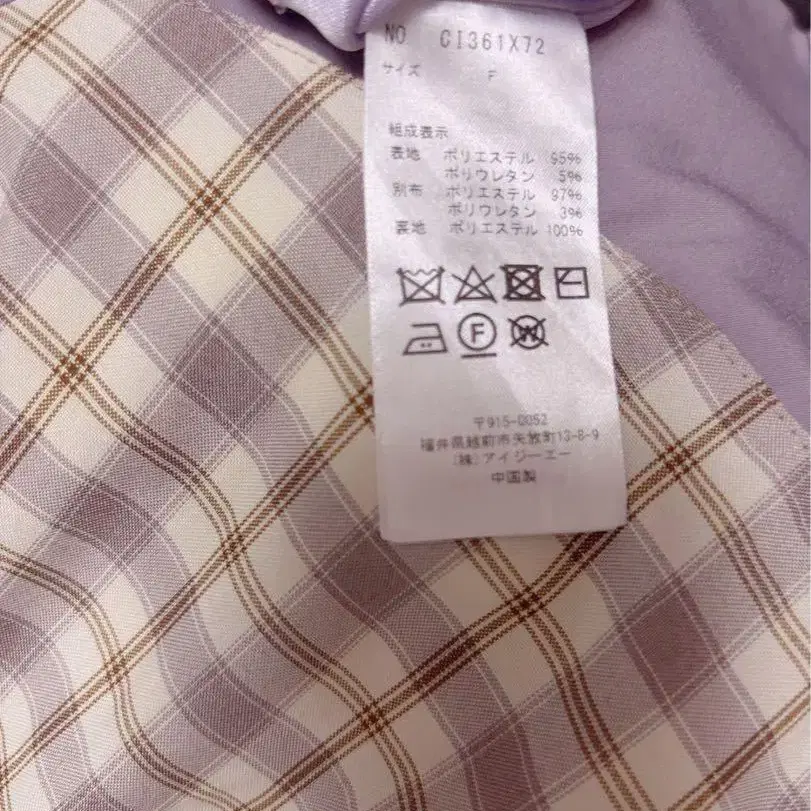 NO. CI361X72
サイズ F
組成表示
表地 ポリエステル 95%
ポリウレタン 5%
別布 ポリエステル 97%
ポリウレタン 3%
裏地 ポリエステル 100%
F
W
〒915-0052
福井県越前市矢放町13-8-9
(株)アイジーエー
中国製